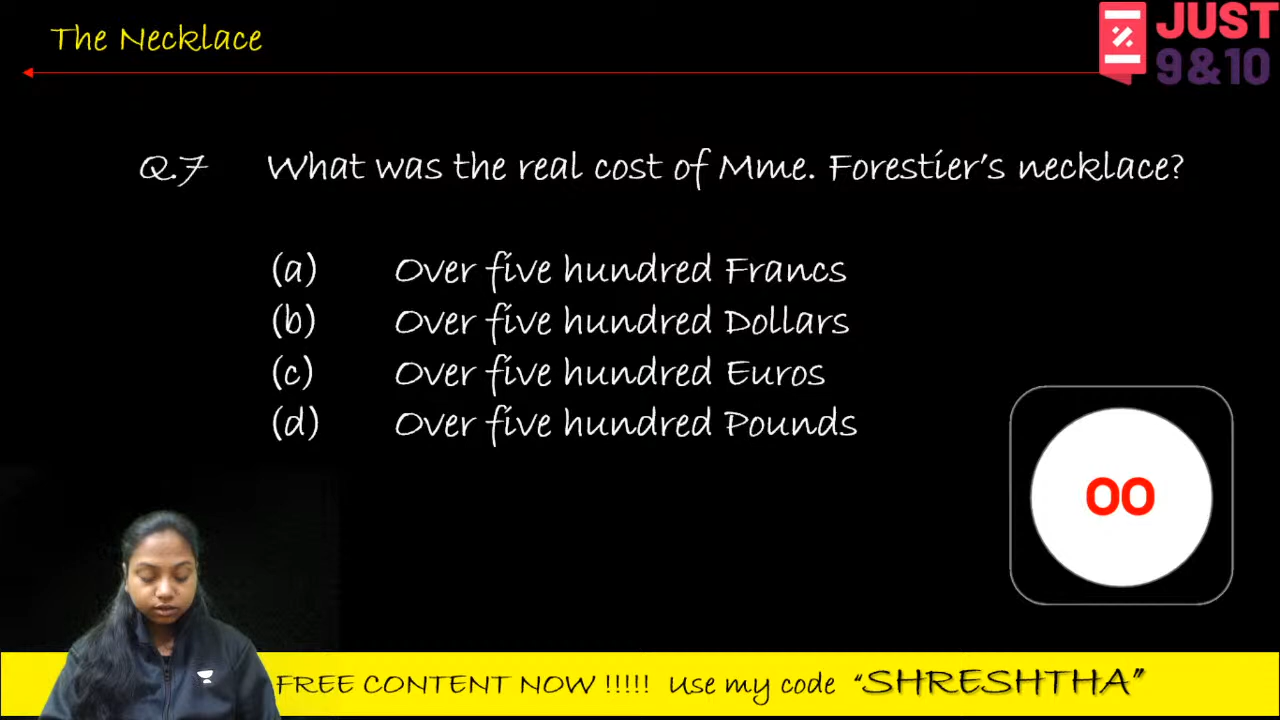 The Necklace
JUST
9 & 10
Q.7 What was the real cost of Mme. Forestier's necklace?
(a) Over five hundred Francs
(b) Over five hundred Dollars
(c) Over five hundred Euros
(d) Over five hundred Pounds
00
FREE CONTENT NOW !!!!! Use my code "SHRESHTHA"